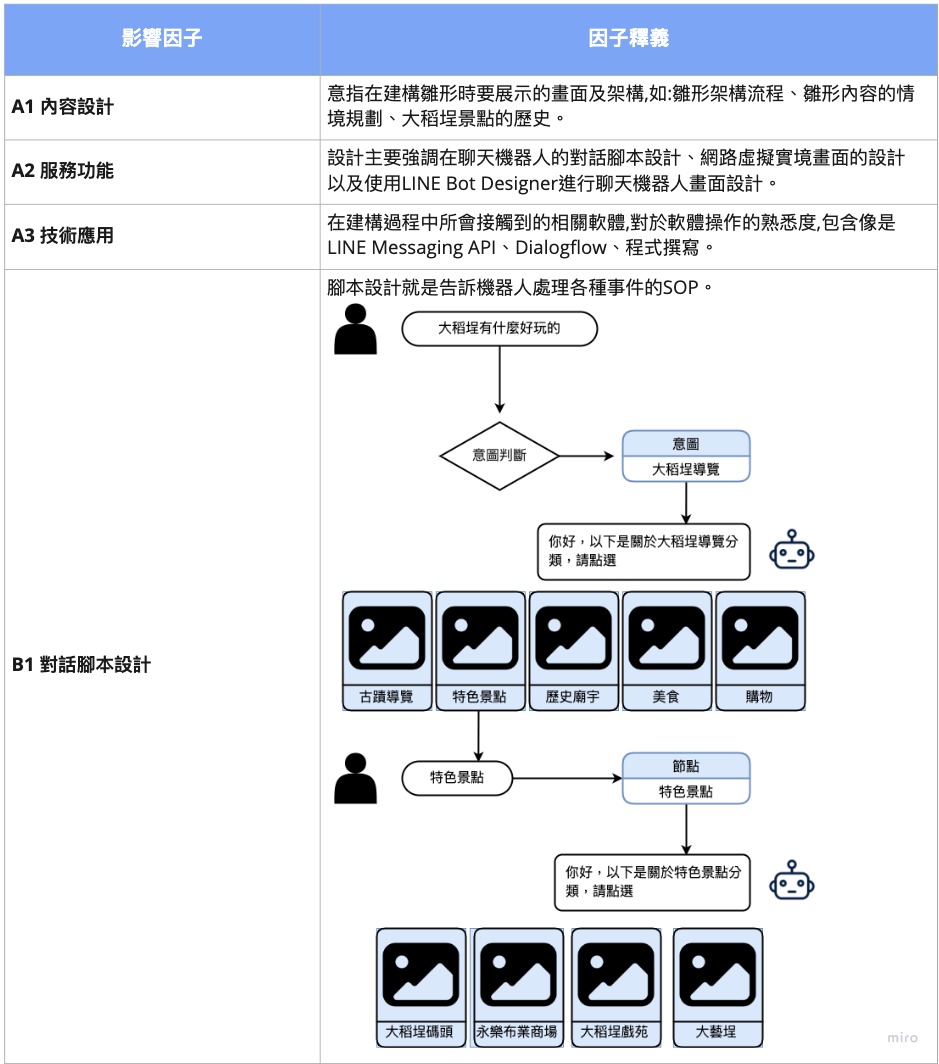 影響因子
因子釋義
A1 內容設計
意指在建構雛形時要展示的畫面及架構,如:雛形架構流程、雛形內容的情
境規劃、大稻埕景點的歷史。
A2 服務功能
設計主要強調在聊天機器人的對話腳本設計、網路虛擬實境畫面的設計
以及使用LINE Bot Designer進行聊天機器人畫面設計。
A3 技術應用
在建構過程中所會接觸到的相關軟體,對於軟體操作的熟悉度,包含像是
LINE Messaging API、Dialogflow、程式撰寫。
B1 對話腳本設計
腳本設計就是告訴機器人處理各種事件的SOP。
大稻埕有什麼好玩的
意圖判斷
意圖
大稻埕導覽
你好，以下是關於大稻埕導覽分
類，請點選
古蹟導覽
特色景點
歷史廟宇
美食
購物
特色景點
節點
特色景點
你好，以下是關於特色景點分
類，請點選
大稻埕碼頭
永樂布業商場
大稻埕戲苑
大藝埕
miro